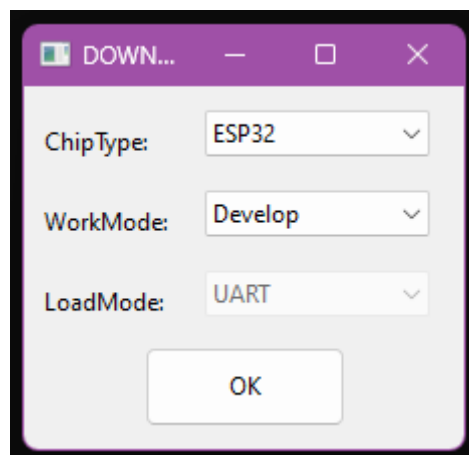 DOWN...
ChipType: ESP32
WorkMode: Develop
LoadMode: UART
OK